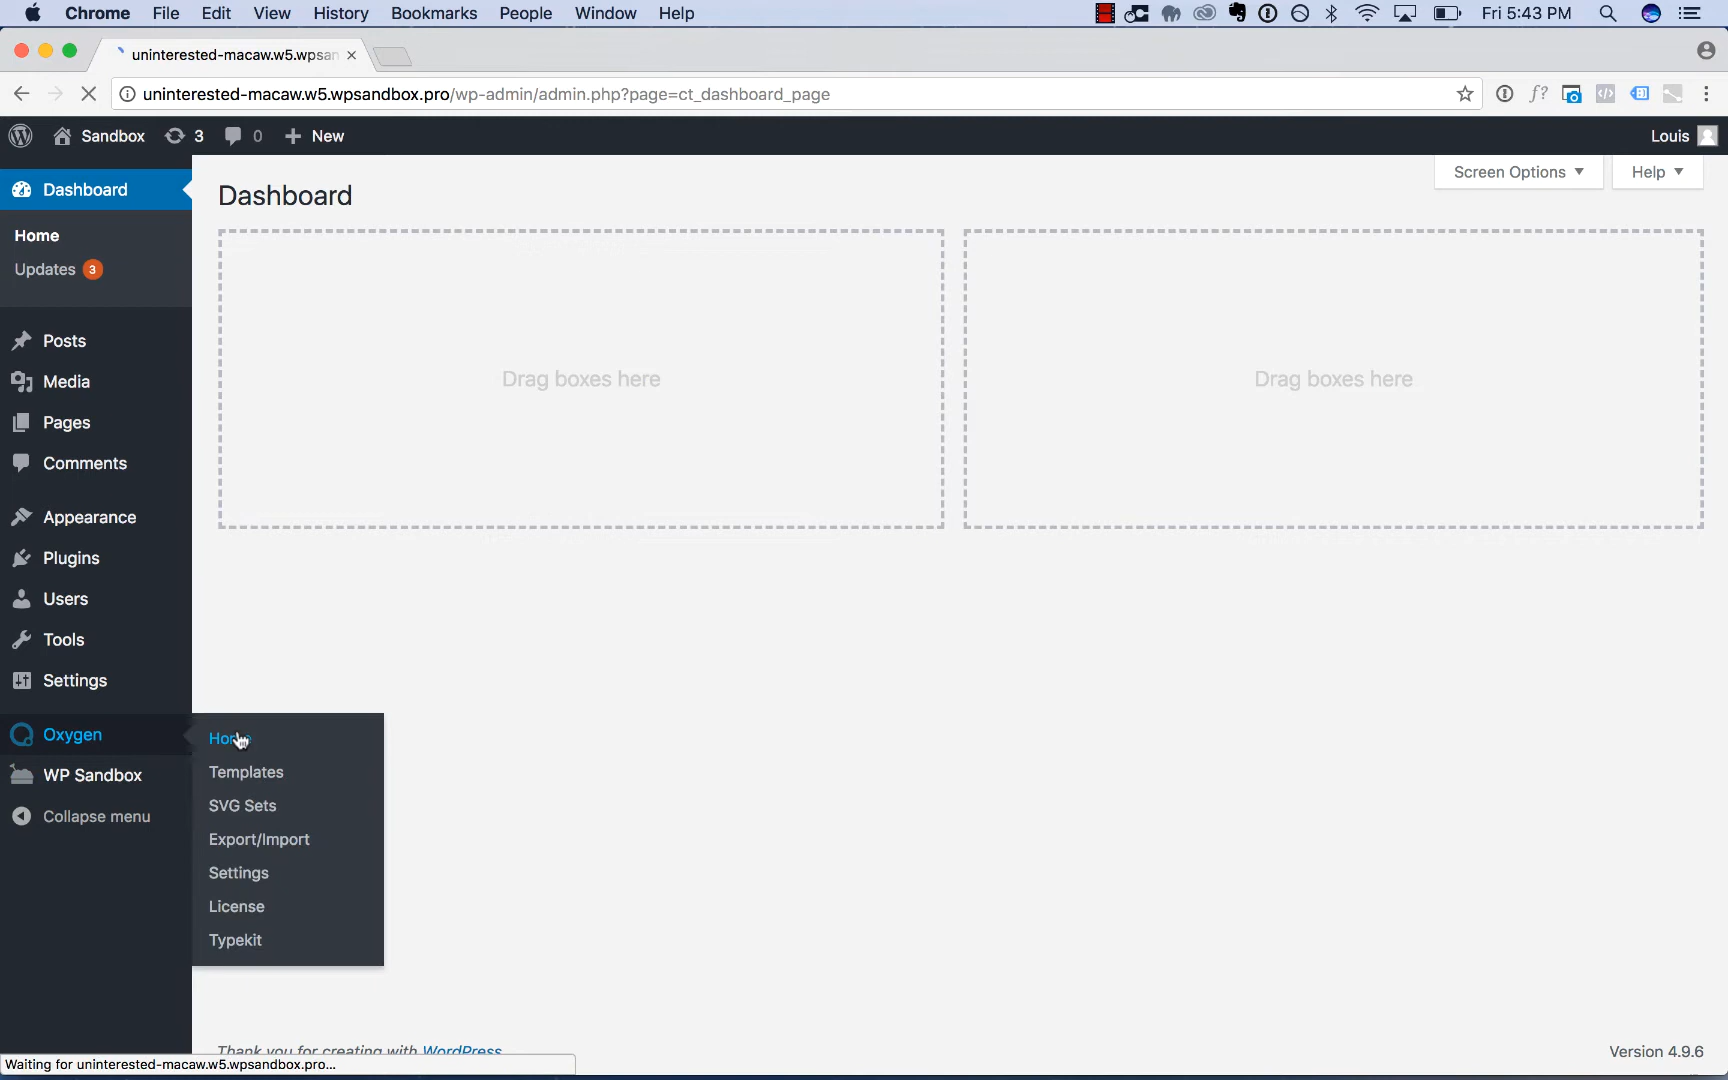 Chrome File Edit View History Bookmarks People Window Help Fri 5:43 PM
uninterested-macaw.w5.wpsan
uninterested-macaw.w5.wpsandbox.pro/wp-admin/admin.php?page=ct_dashboard_page
Sandbox 3 0 New Louis
Dashboard
Home
Updates 3
Posts
Media
Pages
Comments
Appearance
Plugins
Users
Tools
Settings
Oxygen
WP Sandbox
Collapse menu
Home
Templates
SVG Sets
Export/Import
Settings
License
Typekit
Dashboard
Screen Options Help
Drag boxes here
Drag boxes here
Thank you for creating with WordPress
Version 4.9.6
Waiting for uninterested-macaw.w5.wpsandbox.pro...